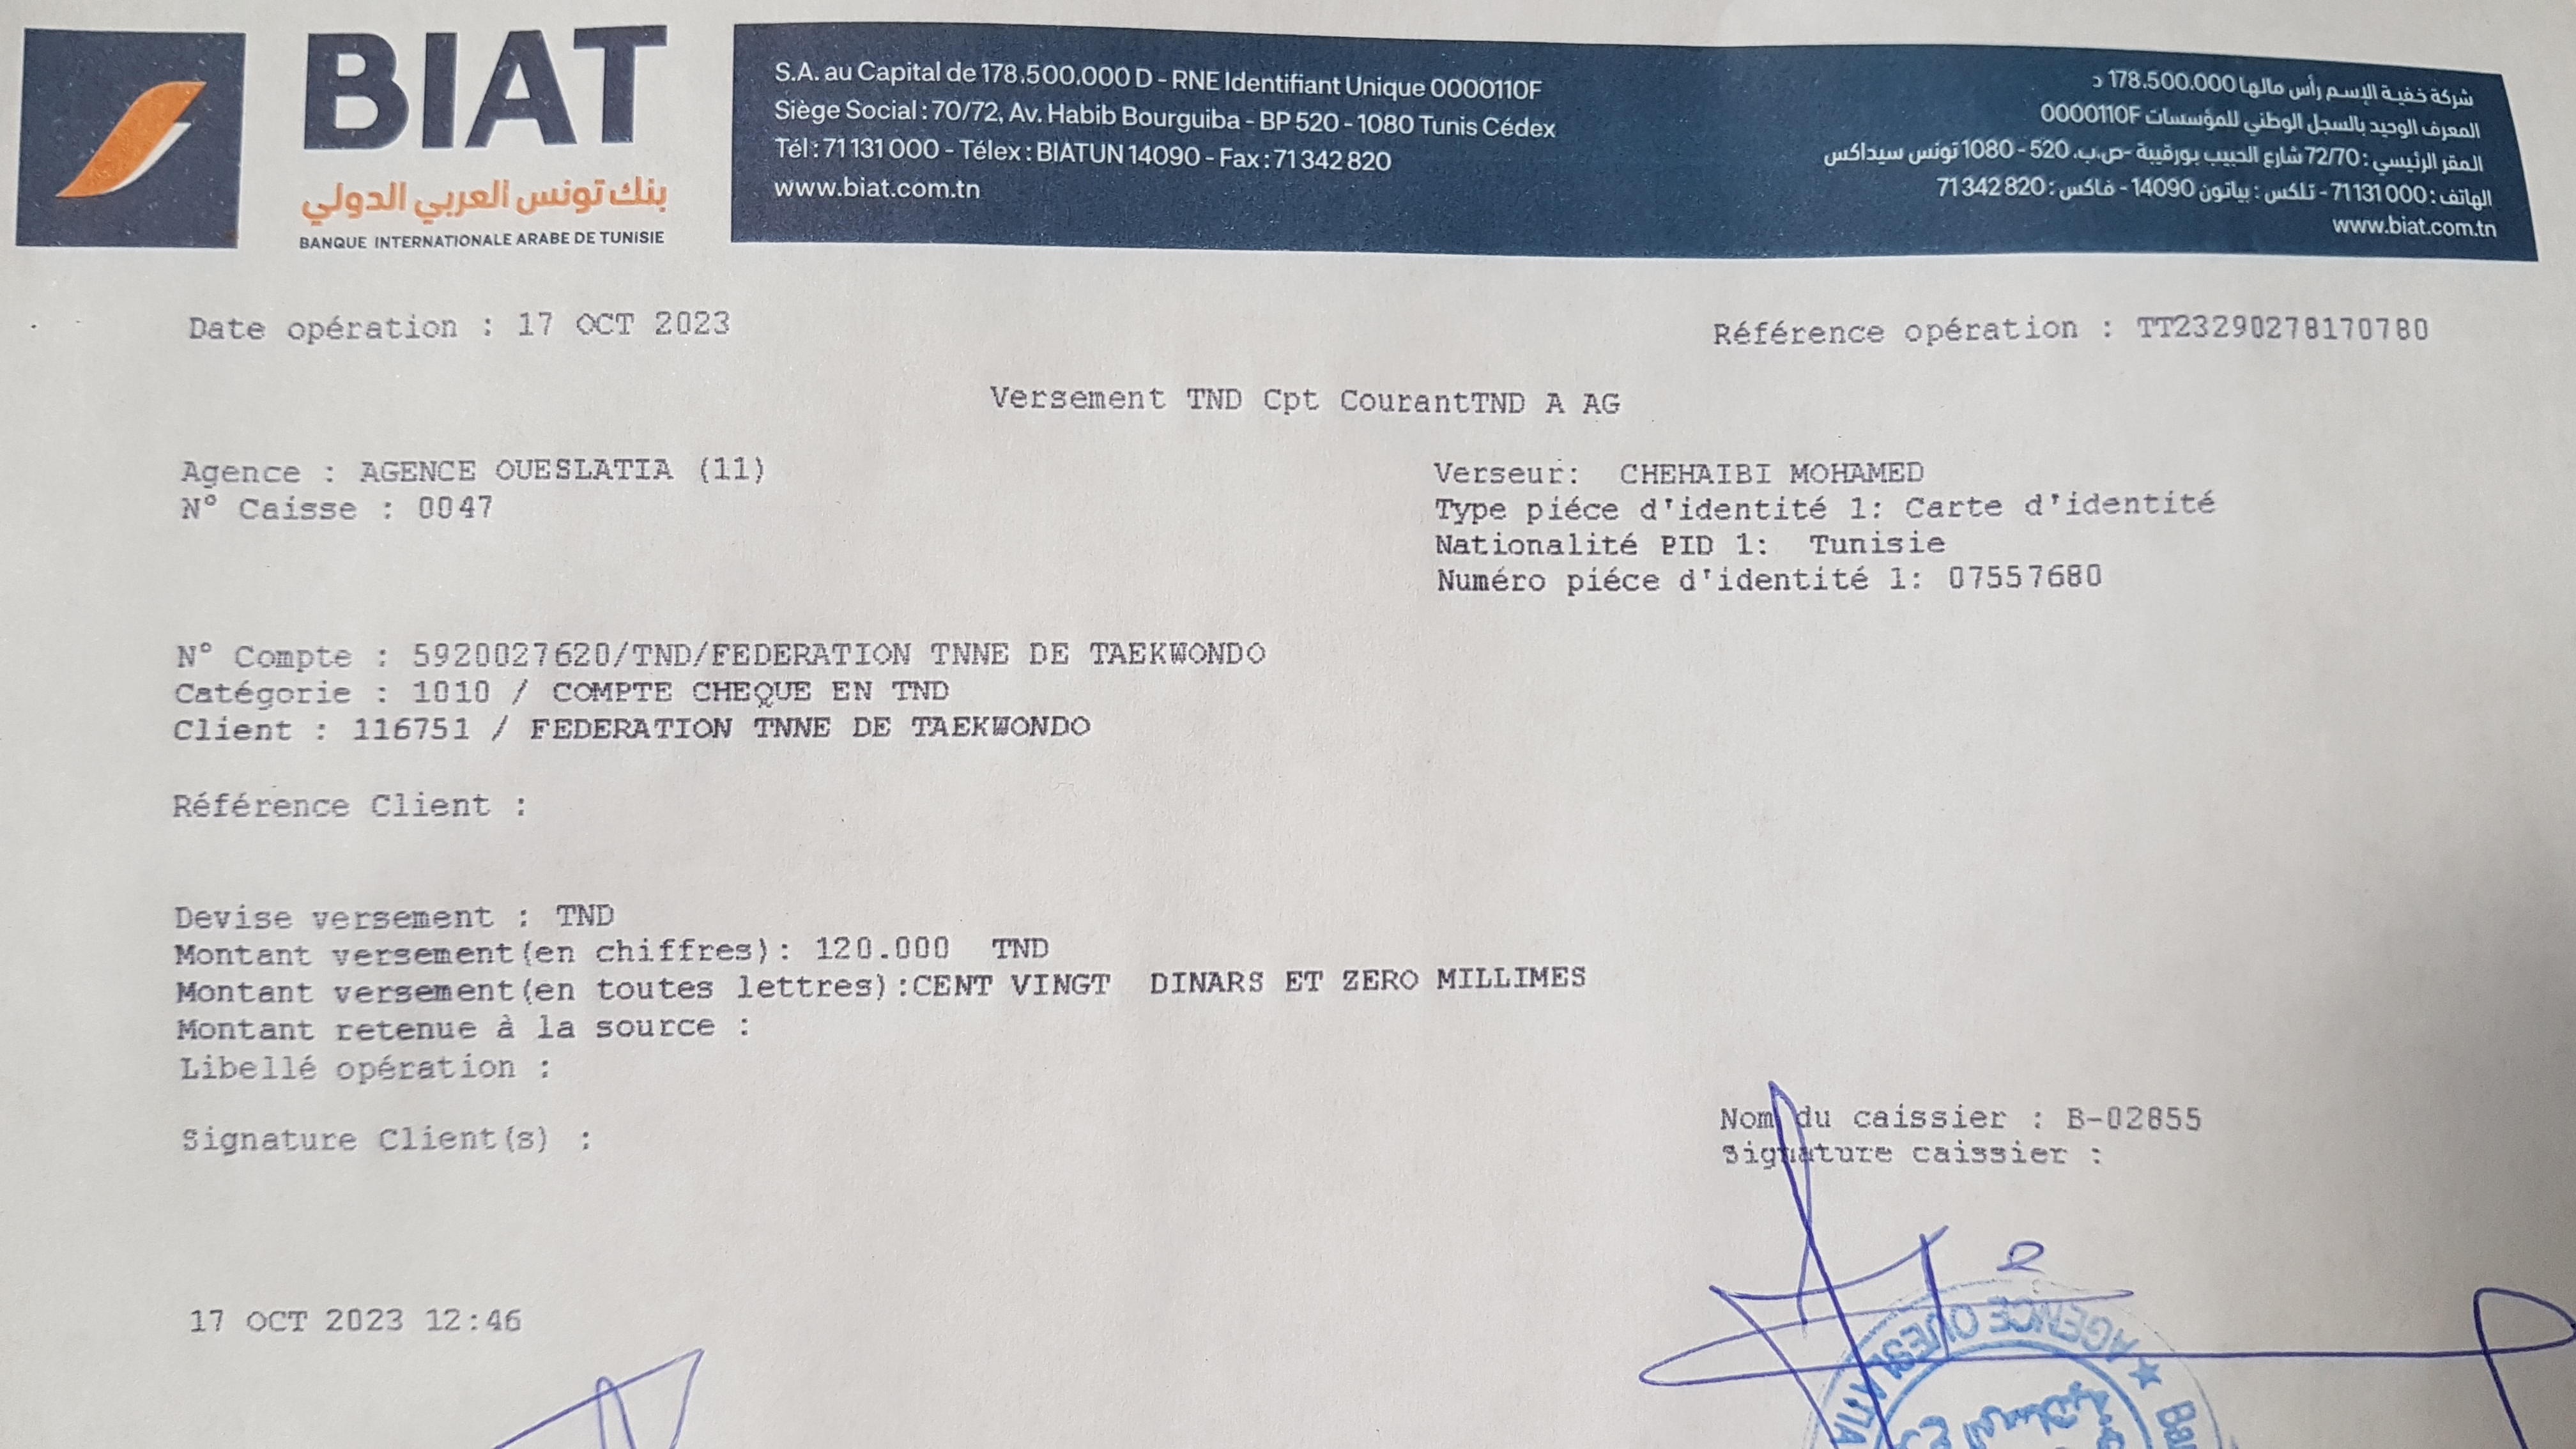 BIAT
بنك تونس العربي الدولي
BANQUE INTERNATIONALE ARABE DE TUNISIE
S.A. au Capital de 178.500.000 D - RNE Identifiant Unique 0000110F
Siège Social : 70/72, Av. Habib Bourguiba - BP 520 - 1080 Tunis Cédex
Tél : 71 131 000 - Télex : BIATUN 14090 - Fax : 71 342 820
www.biat.com.tn
شركة خفية الإسم رأس مالها 178.500.000 د
المعرف الوحيد بالسجل الوطني للمؤسسات 0000110F
المقر الرئيسي : 72/70 شارع الحبيب بورقيبة -ص.ب. 520 - 1080 تونس سيداكس
الهاتف : 71 131 000 - تلكس : بياتون 14090 - فاكس : 71 342 820
www.biat.com.tn
Date opération : 17 OCT 2023
Référence opération : TT23290278170780
Versement TND Cpt CourantTND A AG
Agence : AGENCE OUESLATIA (11)
N° Caisse : 0047
Verseur: CHEHAIBI MOHAMED
Type piéce d'identité 1: Carte d'identité
Nationalité PID 1: Tunisie
Numéro piéce d'identité 1: 07557680
N° Compte : 5920027620/TND/FEDERATION TNNE DE TAEKWONDO
Catégorie : 1010 / COMPTE CHEQUE EN TND
Client : 116751 / FEDERATION TNNE DE TAEKWONDO
Référence Client :
Devise versement : TND
Montant versement(en chiffres): 120.000 TND
Montant versement(en toutes lettres):CENT VINGT DINARS ET ZERO MILLIMES
Montant retenue à la source :
Libellé opération :
Signature Client(s) :
Nom du caissier : B-02855
Signature caissier :
17 OCT 2023 12:46
AGENCE OUESLATIA